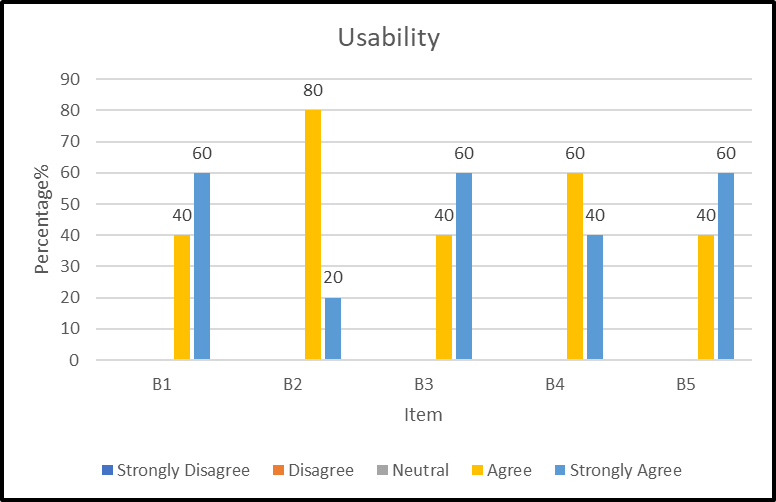 Usability
Percentage%
90
80
70
60
50
40
30
20
10
0
40
60
80
20
40
60
60
40
40
60
B1
B2
B3
B4
B5
Item
Strongly Disagree
Disagree
Neutral
Agree
Strongly Agree